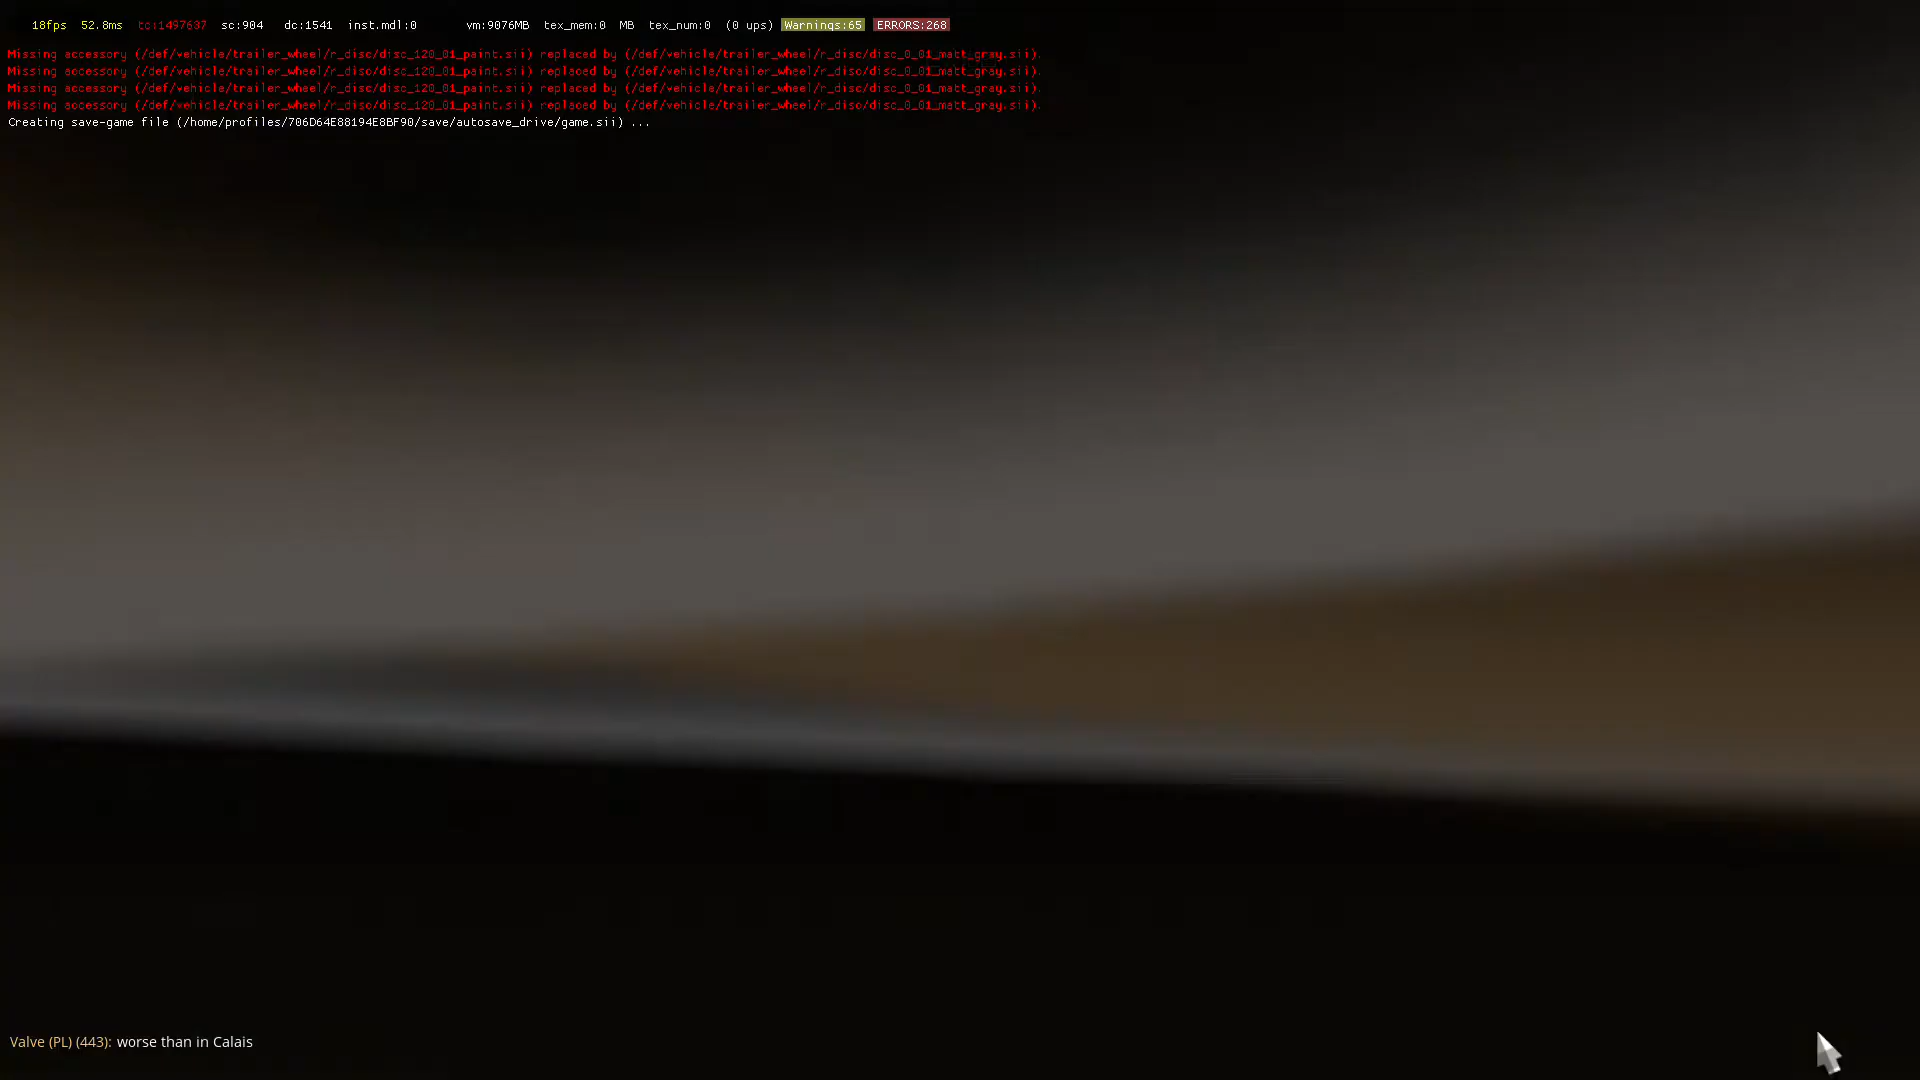 18fps 52.8ms tc:1497637 sc:904 dc:1541 inst.mdl:0 vm:9076MB tex_mem:0 MB tex_num:0 (0 ups) Warnings:65 ERRORS:268
Missing accessory (/def/vehicle/trailer_wheel/r_disc/disc_120_01_paint.sii) replaced by (/def/vehicle/trailer_wheel/r_disc/disc_0_01_matt_gray.sii).
Missing accessory (/def/vehicle/trailer_wheel/r_disc/disc_120_01_paint.sii) replaced by (/def/vehicle/trailer_wheel/r_disc/disc_0_01_matt_gray.sii).
Missing accessory (/def/vehicle/trailer_wheel/r_disc/disc_120_01_paint.sii) replaced by (/def/vehicle/trailer_wheel/r_disc/disc_0_01_matt_gray.sii).
Missing accessory (/def/vehicle/trailer_wheel/r_disc/disc_120_01_paint.sii) replaced by (/def/vehicle/trailer_wheel/r_disc/disc_0_01_matt_gray.sii).
Creating save-game file (/home/profiles/706D64E88194E8BF90/save/autosave_drive/game.sii) ...
Valve (PL) (443): worse than in Calais